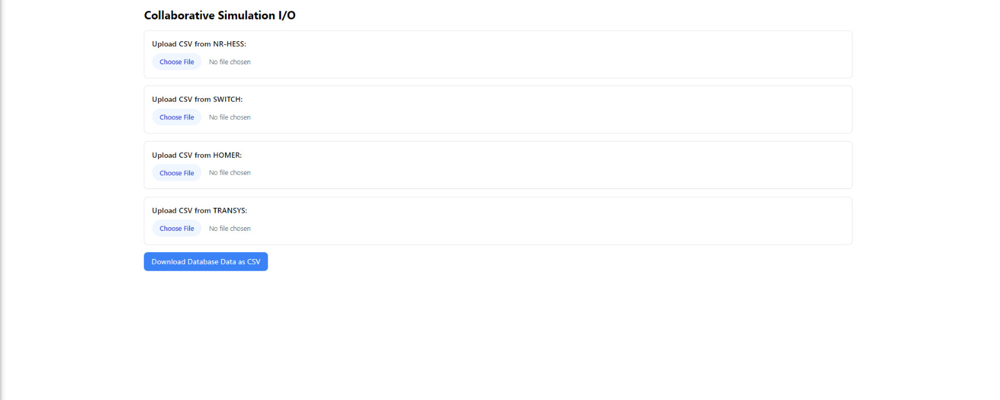 Collaborative Simulation I/O
Upload CSV from NR-HESS:
Choose File No file chosen
Upload CSV from SWITCH:
Choose File No file chosen
Upload CSV from HOMER:
Choose File No file chosen
Upload CSV from TRANSYS:
Choose File No file chosen
Download Database Data as CSV